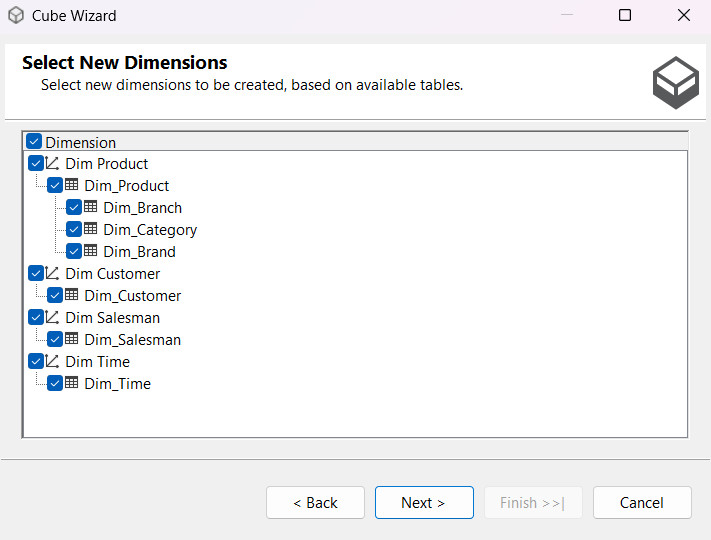 Cube Wizard
Select New Dimensions
Select new dimensions to be created, based on available tables.
Dimension
Dim Product
Dim_Product
Dim_Branch
Dim_Category
Dim_Brand
Dim Customer
Dim_Customer
Dim Salesman
Dim_Salesman
Dim Time
Dim_Time
< Back Next > Finish >>| Cancel